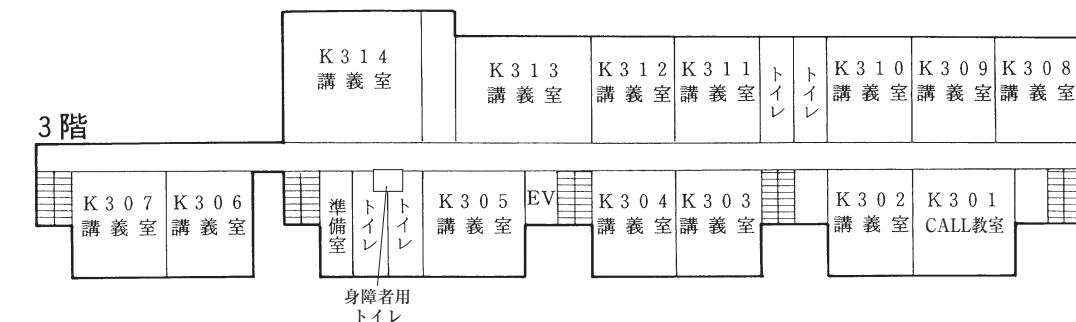 K314
講義室
K313
講義室
K312
講義室
K311
講義室
トイレ
トイレ
K310
講義室
K309
講義室
K308
講義室
3階
K307
講義室
K306
講義室
準備室
トイレ
トイレ
K305
講義室
EV
K304
講義室
K303
講義室
K302
講義室
K301
CALL教室
身障者用
トイレ